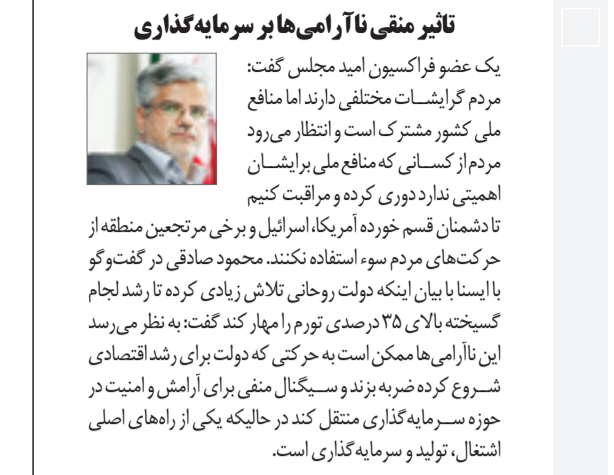 تاثیر منفی ناآرامی‌ها بر سرمایه‌گذاری
یک عضو فراکسیون امید مجلس گفت:
مردم گرایشــات مختلفی دارند اما منافع
ملی کشور مشترک است و انتظار می‌رود
مردم از کســانی که منافع ملی برایشــان
اهمیتی ندارد دوری کرده و مراقبت کنیم
تا دشمنان قسم خورده آمریکا، اسرائیل و برخی مرتجعین منطقه از
حرکت‌های مردم سوء استفاده نکنند. محمود صادقی در گفت‌وگو
با ایسنا با بیان اینکه دولت روحانی تلاش زیادی کرده تا رشد لجام
گسیخته بالای ۳۵ درصدی تورم را مهار کند گفت: به نظر می‌رسد
این ناآرامی‌ها ممکن است به حرکتی که دولت برای رشد اقتصادی
شــروع کرده ضربه بزند و ســیگنال منفی برای آرامش و امنیت در
حوزه ســرمایه‌گذاری منتقل کند در حالیکه یکی از راه‌های اصلی
اشتغال، تولید و سرمایه‌گذاری است.